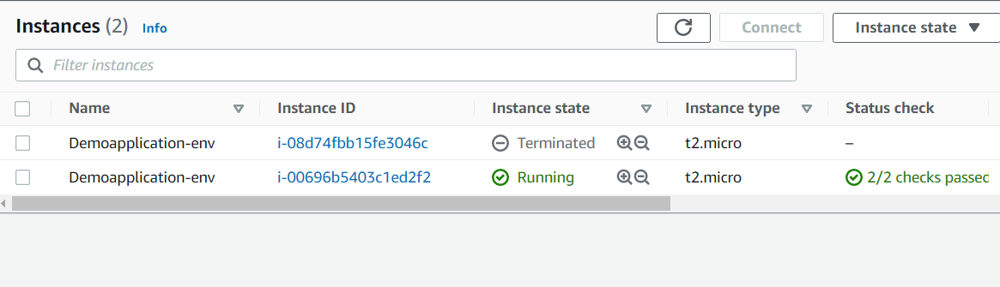 Instances (2) Info Connect Instance state
Filter instances
Name Instance ID Instance state Instance type Status check
Demoapplication-env i-08d74fbb15fe3046c Terminated t2.micro –
Demoapplication-env i-00696b5403c1ed2f2 Running t2.micro 2/2 checks passed